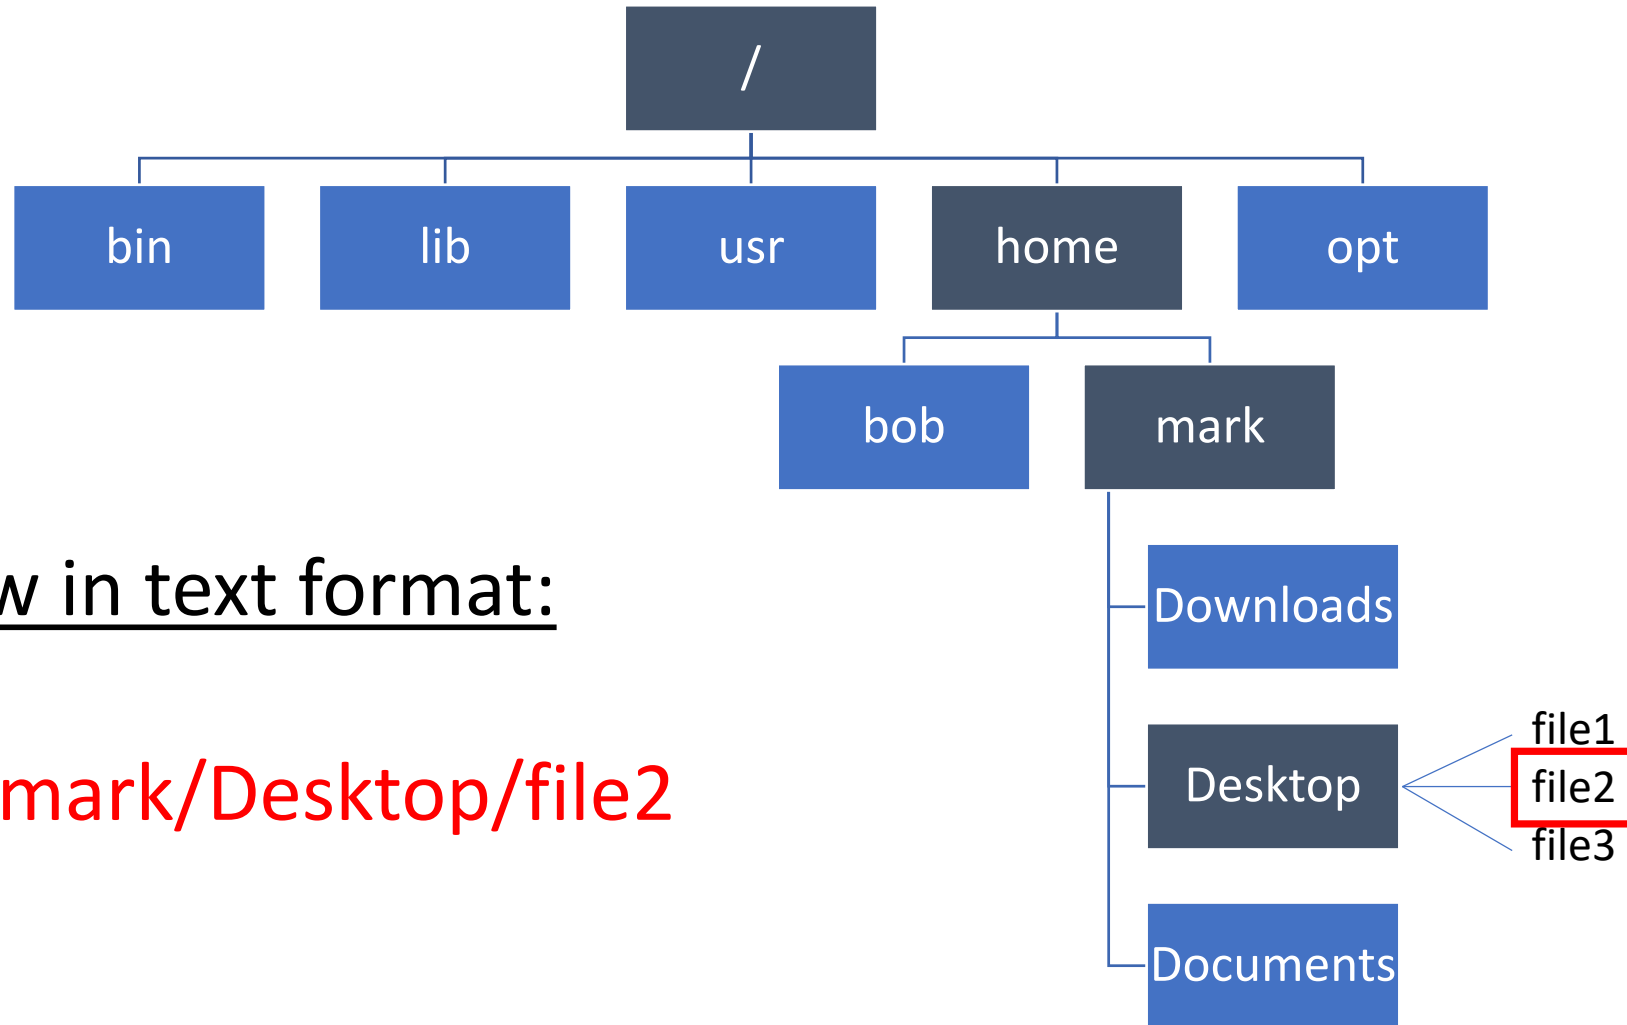 /
bin lib usr home opt
bob mark
w in text format:
Downloads
file1
mark/Desktop/file2
Desktop
file2
file3
Documents